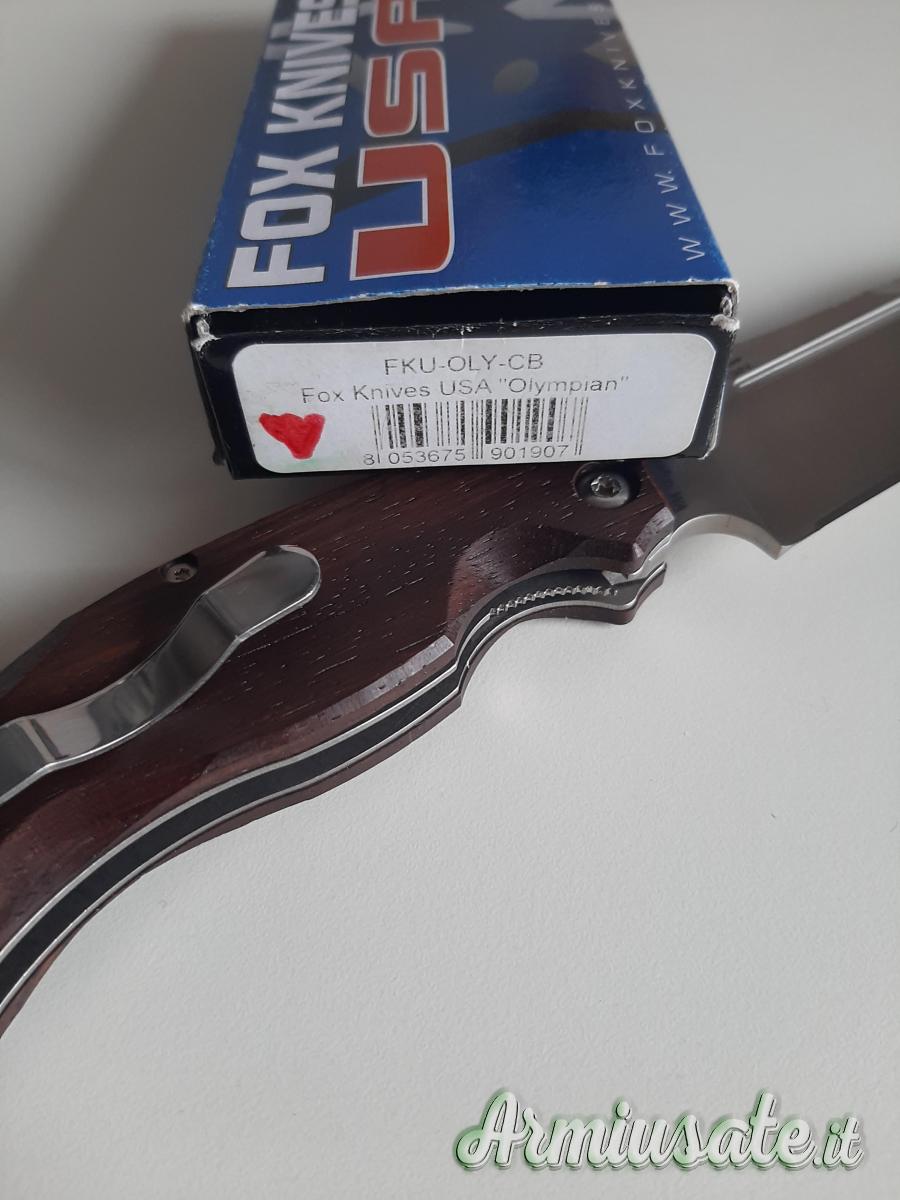 FOX KNIVES
USA
WWW.FOXKNIVES
FKU-OLY-CB
Fox Knives USA "Olympian"
8 053675 901907
Armiusate.it